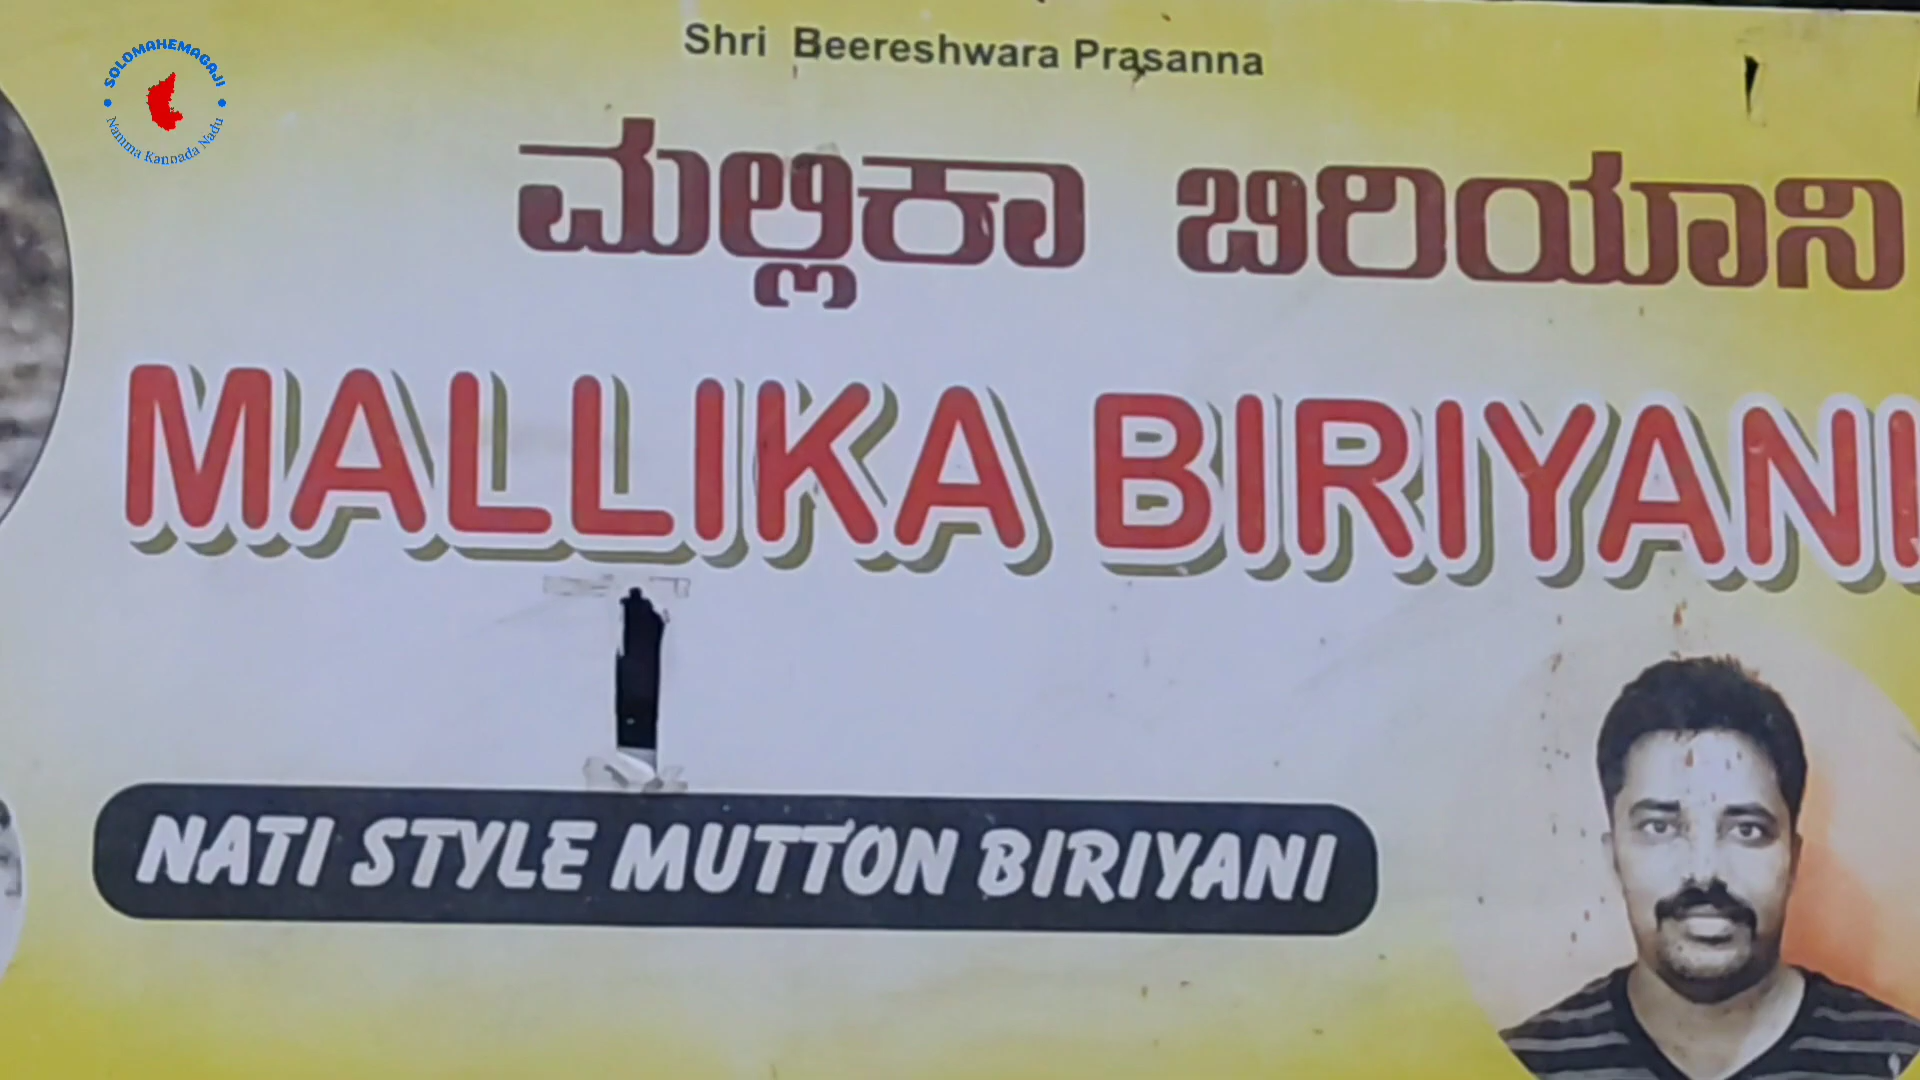 SOLOMAHEMAGAJI
Namma Kannada Nadu
Shri Beereshwara Prasanna
ಮಲ್ಲಿಕಾ ಬಿರಿಯಾನಿ
MALLIKA BIRIYANI
NATI STYLE MUTTON BIRIYANI